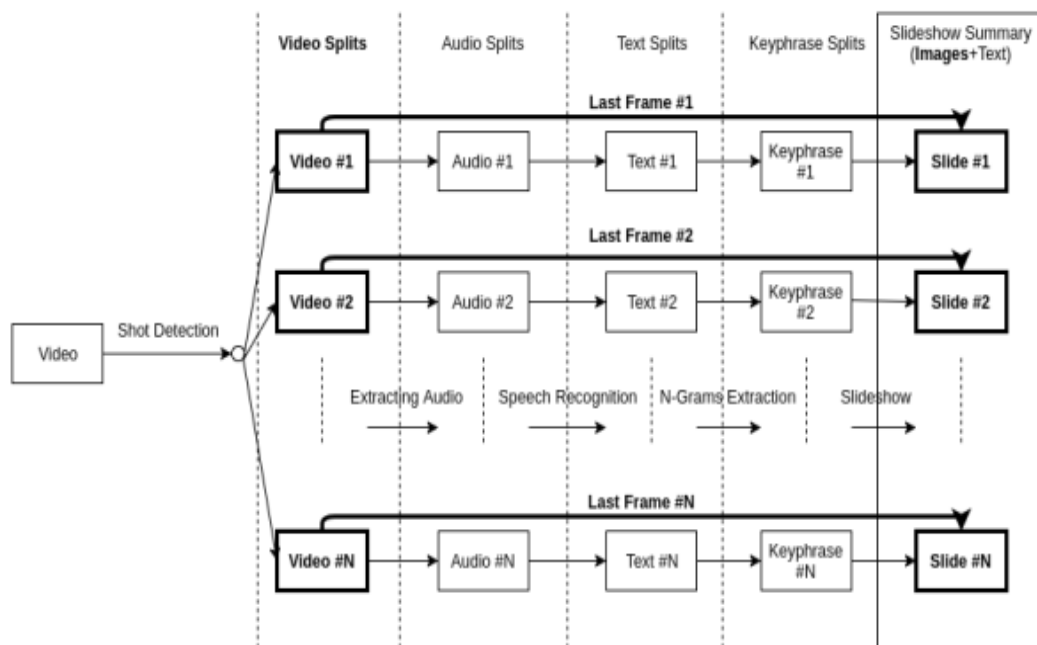 Video Splits
Audio Splits
Text Splits
Keyphrase Splits
Slideshow Summary
(Images+Text)
Last Frame #1
Video #1
Audio #1
Text #1
Keyphrase
#1
Slide #1
Last Frame #2
Video #2
Audio #2
Text #2
Keyphrase
#2
Slide #2
Video
Shot Detection
Extracting Audio
Speech Recognition
N-Grams Extraction
Slideshow
Last Frame #N
Video #N
Audio #N
Text #N
Keyphrase
#N
Slide #N